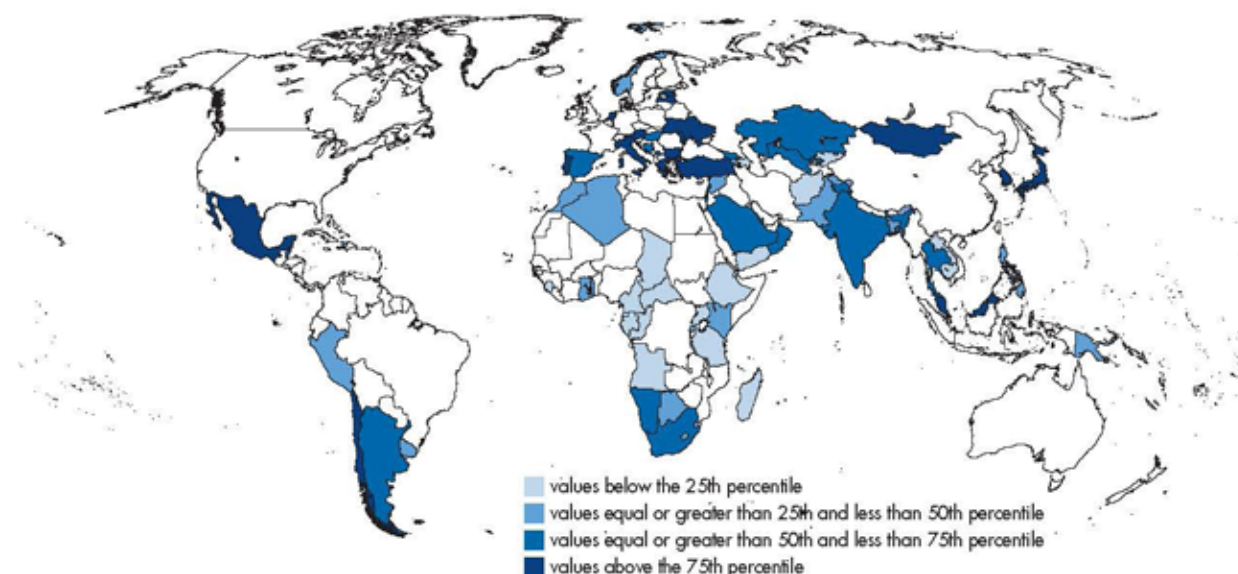 values below the 25th percentile
values equal or greater than 25th and less than 50th percentile
values equal or greater than 50th and less than 75th percentile
values above the 75th percentile